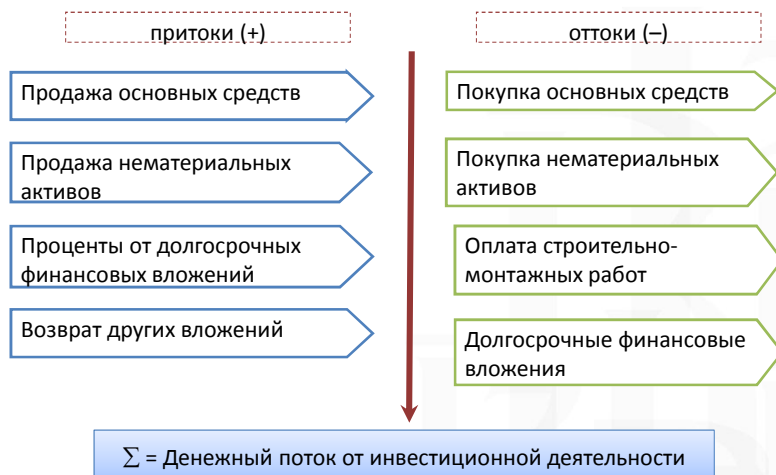 притоки (+)
оттоки (–)
Продажа основных средств
Продажа нематериальных
активов
Проценты от долгосрочных
финансовых вложений
Возврат других вложений
Покупка основных средств
Покупка нематериальных
активов
Оплата строительно-
монтажных работ
Долгосрочные финансовые
вложения
∑ = Денежный поток от инвестиционной деятельности